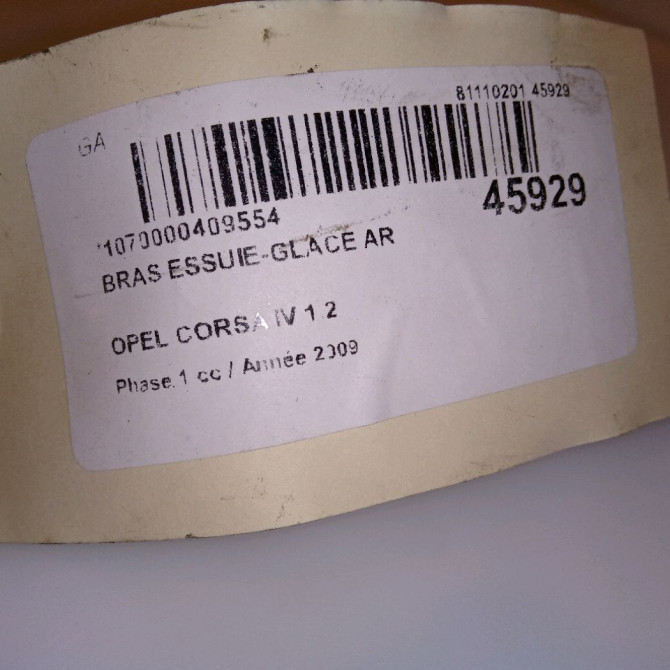 81110201 45929
GA
45929
1070000409554
BRAS ESSUIE-GLACE AR
OPEL CORSA IV 1 2
Phase.1 cc / Année 2009